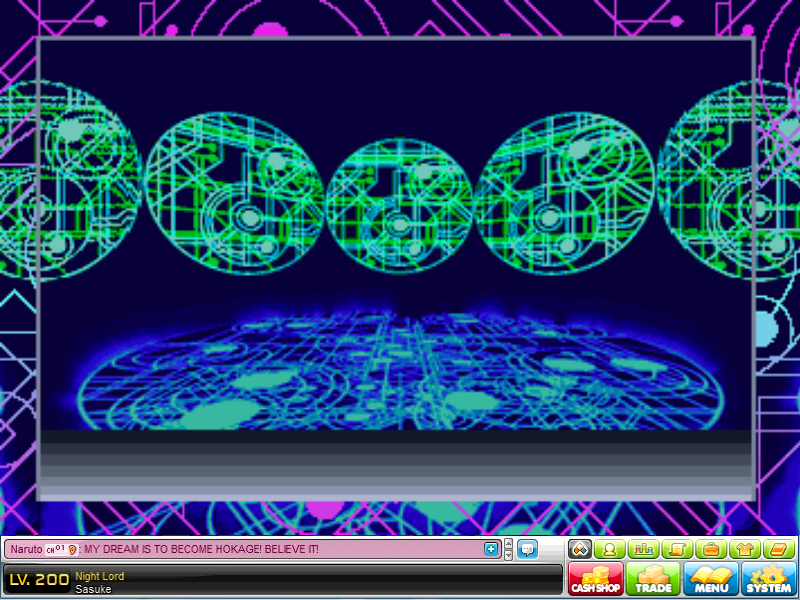 Naruto CH 01 : MY DREAM IS TO BECOME HOKAGE! BELIEVE IT!
LV. 200 Night Lord
Sasuke
CASH SHOP TRADE MENU SYSTEM